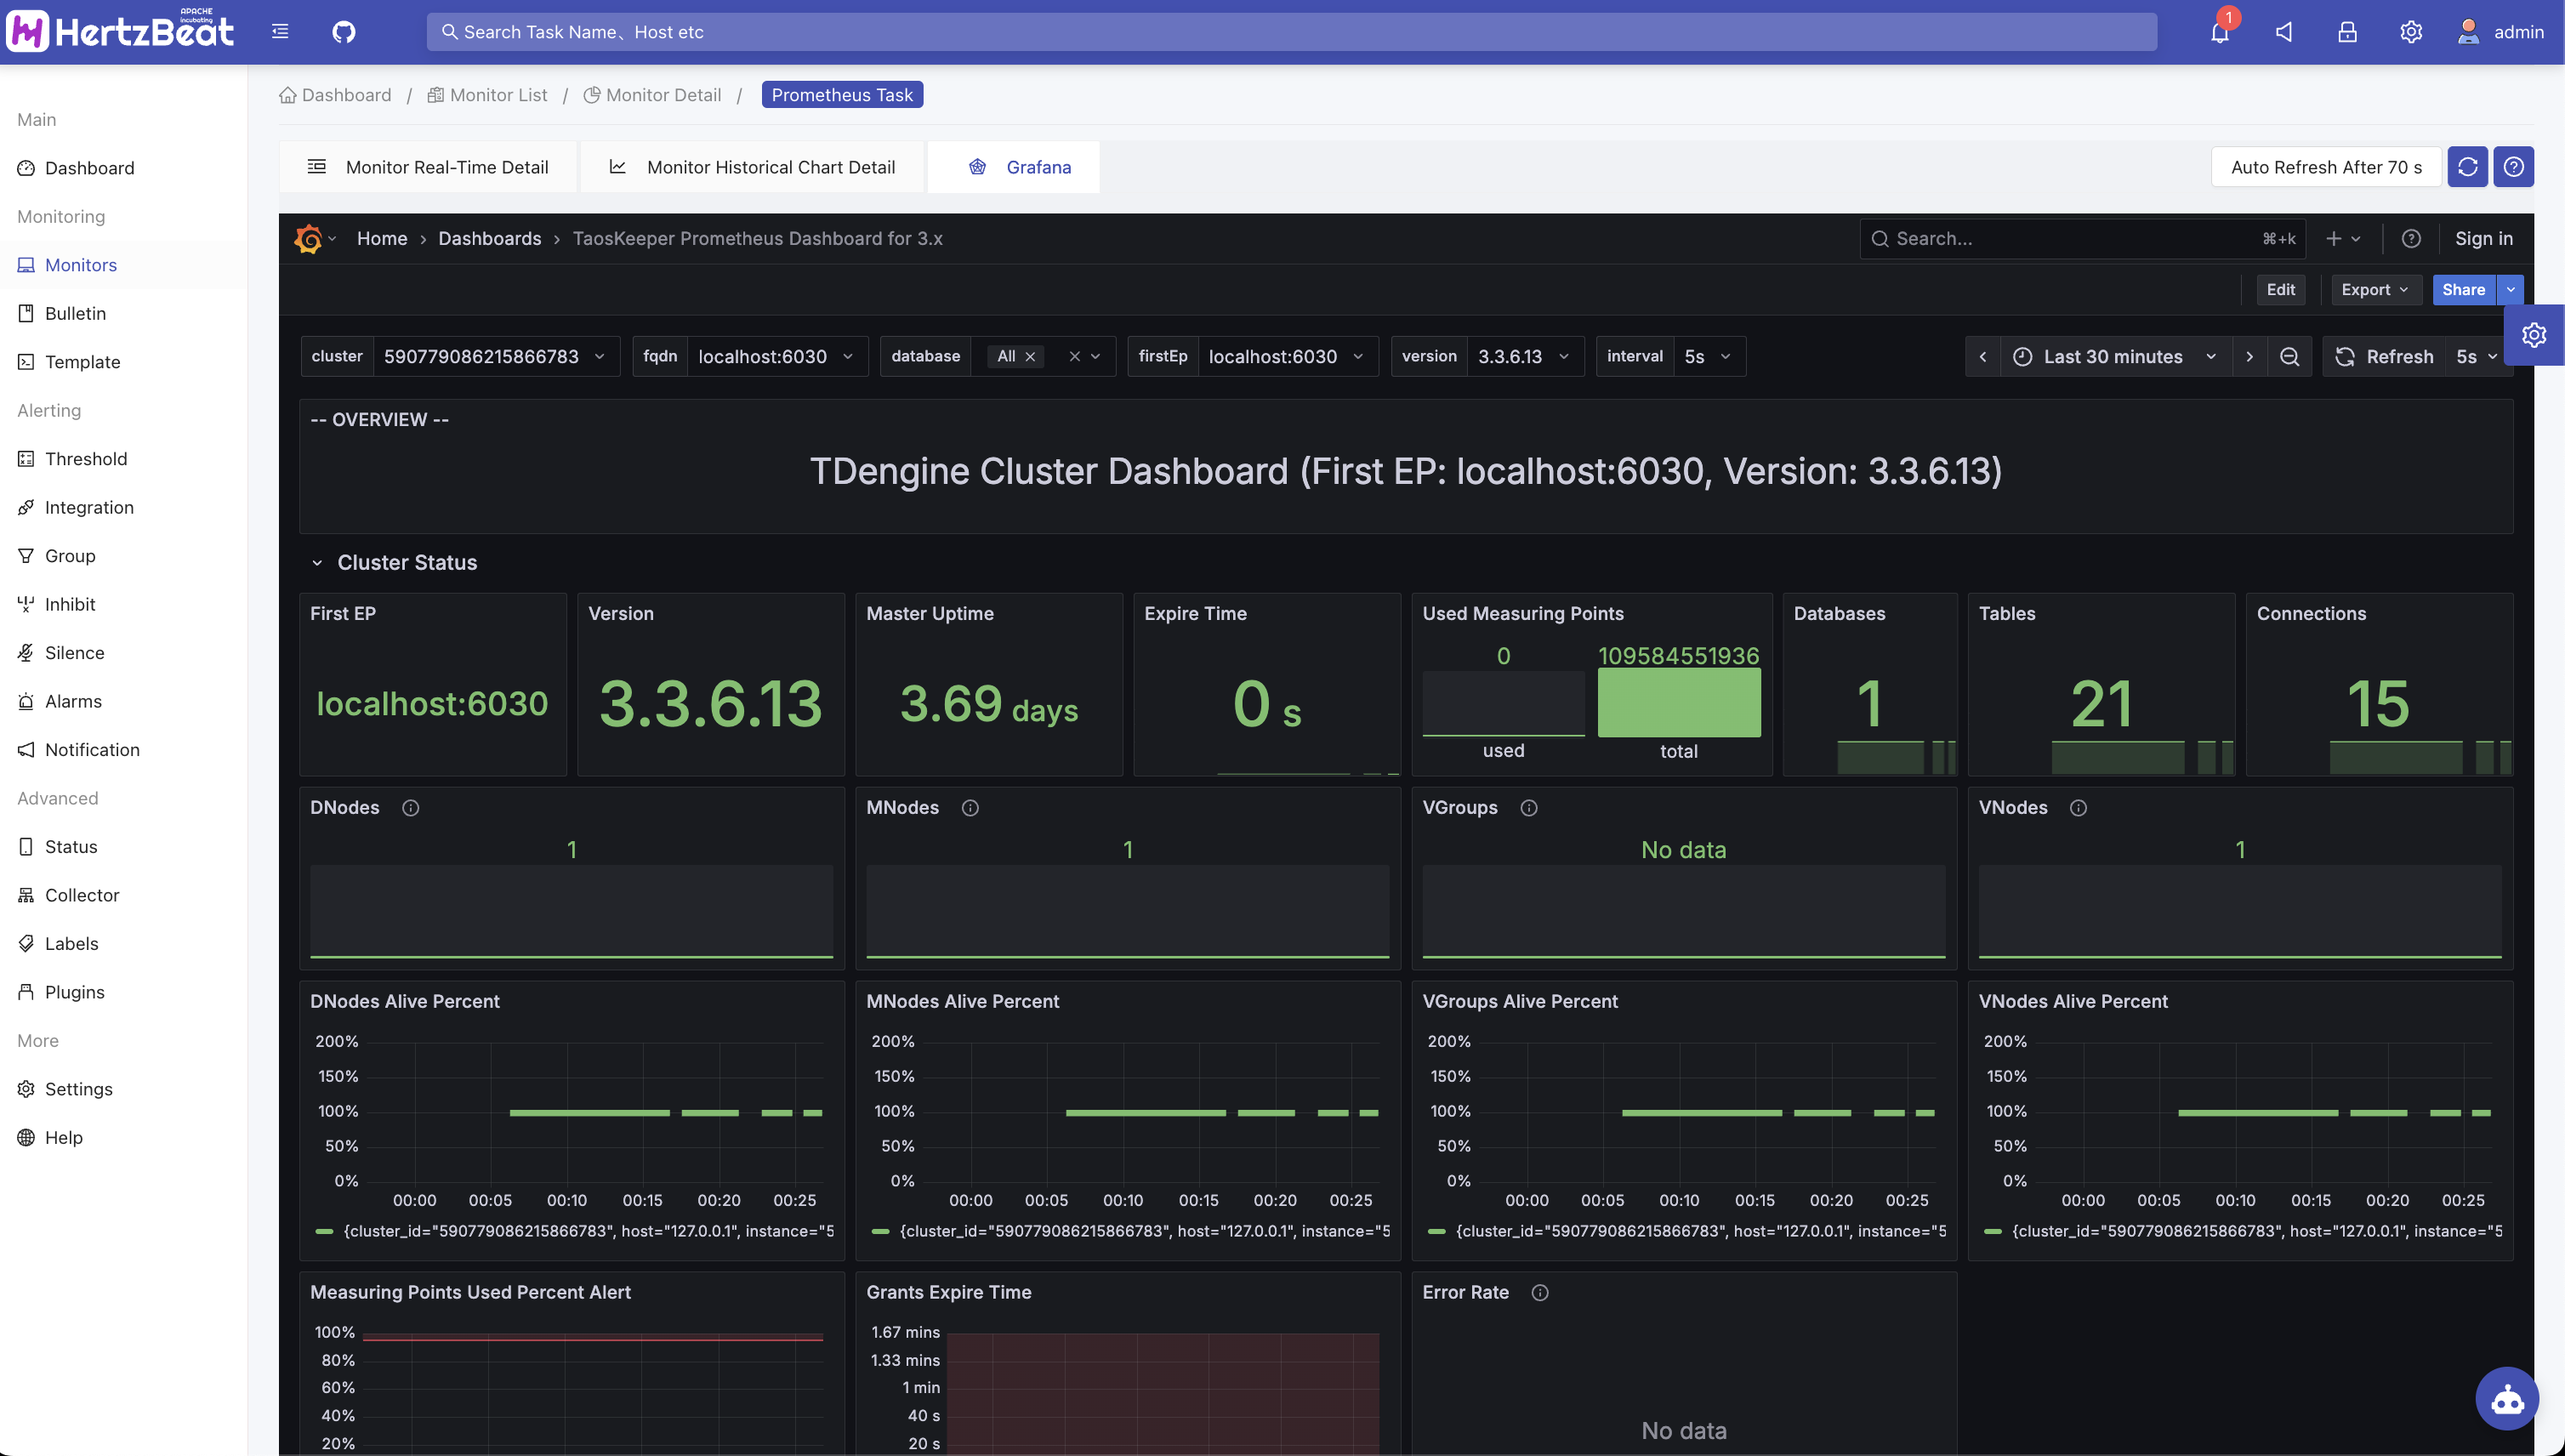 APACHE
incubating
HertzBeat
Search Task Name、Host etc
1
admin
Main
Dashboard
Monitoring
Monitors
Bulletin
Template
Alerting
Threshold
Integration
Group
Inhibit
Silence
Alarms
Notification
Advanced
Status
Collector
Labels
Plugins
More
Settings
Help
Dashboard / Monitor List / Monitor Detail / Prometheus Task
Monitor Real-Time Detail
Monitor Historical Chart Detail
Grafana
Auto Refresh After 70 s
Home › Dashboards › TaosKeeper Prometheus Dashboard for 3.x
Search...
⌘+k
Sign in
Edit
Export
Share
cluster 590779086215866783
fqdn localhost:6030
database All
firstEp localhost:6030
version 3.3.6.13
interval 5s
Last 30 minutes
Refresh
5s
-- OVERVIEW --
TDengine Cluster Dashboard (First EP: localhost:6030, Version: 3.3.6.13)
Cluster Status
First EP
localhost:6030
Version
3.3.6.13
Master Uptime
3.69 days
Expire Time
0 s
Used Measuring Points
0
109584551936
used
total
Databases
1
Tables
21
Connections
15
DNodes
1
MNodes
1
VGroups
No data
VNodes
1
DNodes Alive Percent
200%
150%
100%
50%
0%
00:00 00:05 00:10 00:15 00:20 00:25
{cluster_id="590779086215866783", host="127.0.0.1", instance="5
MNodes Alive Percent
200%
150%
100%
50%
0%
00:00 00:05 00:10 00:15 00:20 00:25
{cluster_id="590779086215866783", host="127.0.0.1", instance="5
VGroups Alive Percent
200%
150%
100%
50%
0%
00:00 00:05 00:10 00:15 00:20 00:25
{cluster_id="590779086215866783", host="127.0.0.1", instance="5
VNodes Alive Percent
200%
150%
100%
50%
0%
00:00 00:05 00:10 00:15 00:20 00:25
{cluster_id="590779086215866783", host="127.0.0.1", instance="5
Measuring Points Used Percent Alert
100%
80%
60%
40%
20%
Grants Expire Time
1.67 mins
1.33 mins
1 min
40 s
20 s
Error Rate
No data